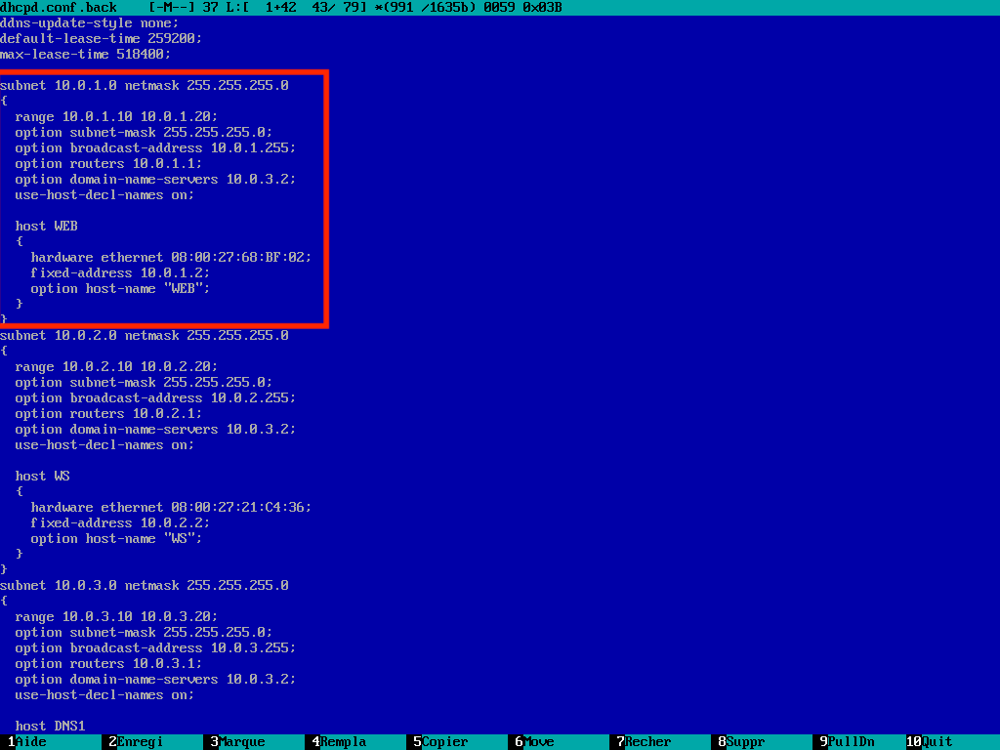 dhcpd.conf.back    [-M--] 37 L:[  1+42  43/ 79] *(991 /1635b) 0059 0x03B
ddns-update-style none;
default-lease-time 259200;
max-lease-time 518400;

subnet 10.0.1.0 netmask 255.255.255.0
{
  range 10.0.1.10 10.0.1.20;
  option subnet-mask 255.255.255.0;
  option broadcast-address 10.0.1.255;
  option routers 10.0.1.1;
  option domain-name-servers 10.0.3.2;
  use-host-decl-names on;

  host WEB
  {
    hardware ethernet 08:00:27:68:BF:02;
    fixed-address 10.0.1.2;
    option host-name "WEB";
  }
}
subnet 10.0.2.0 netmask 255.255.255.0
{
  range 10.0.2.10 10.0.2.20;
  option subnet-mask 255.255.255.0;
  option broadcast-address 10.0.2.255;
  option routers 10.0.2.1;
  option domain-name-servers 10.0.3.2;
  use-host-decl-names on;

  host WS
  {
    hardware ethernet 08:00:27:21:C4:36;
    fixed-address 10.0.2.2;
    option host-name "WS";
  }
}
subnet 10.0.3.0 netmask 255.255.255.0
{
  range 10.0.3.10 10.0.3.20;
  option subnet-mask 255.255.255.0;
  option broadcast-address 10.0.3.255;
  option routers 10.0.3.1;
  option domain-name-servers 10.0.3.2;
  use-host-decl-names on;

  host DNS1
1Aide 2Enregi 3Marque 4Rempla 5Copier 6Move 7Recher 8Suppr 9PullDn 10Quit